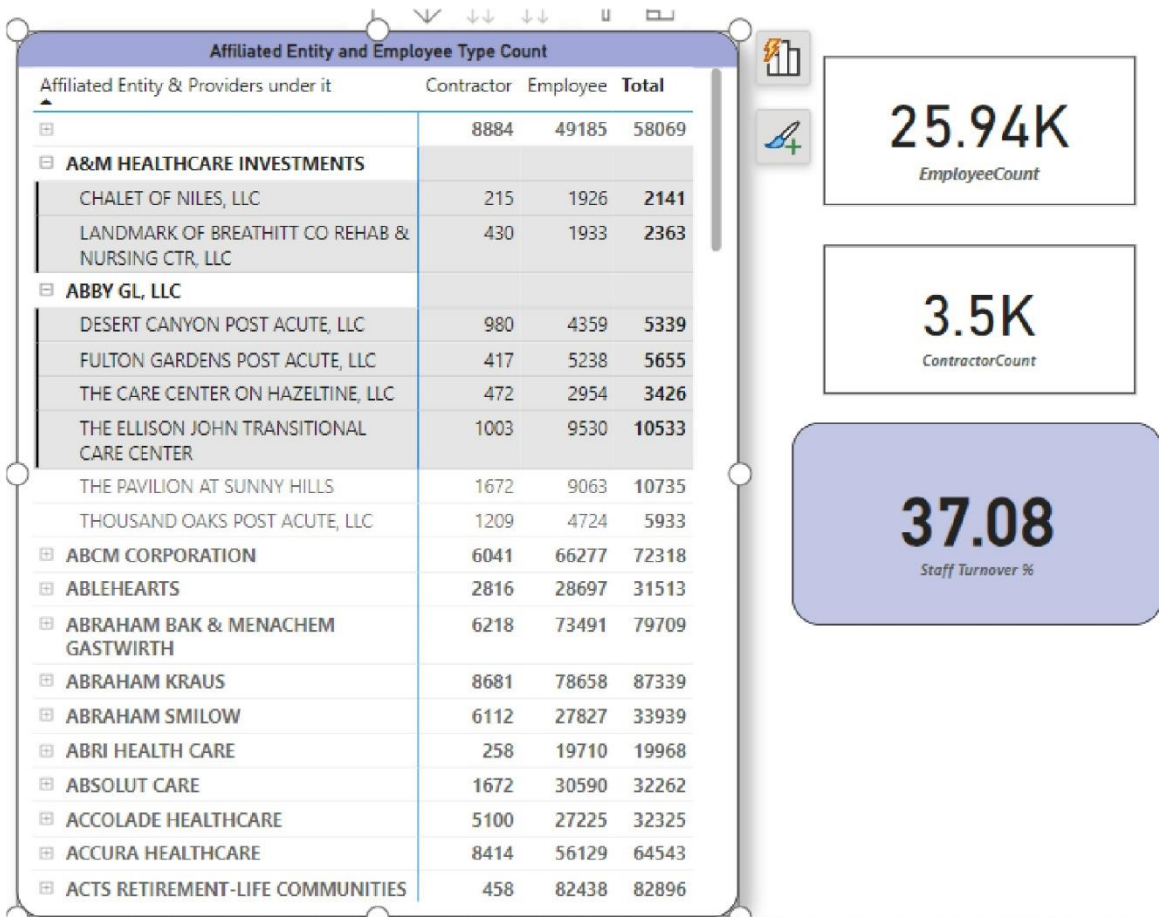 Affiliated Entity and Employee Type Count
Affiliated Entity & Providers under it Contractor Employee Total
8884 49185 58069
A&M HEALTHCARE INVESTMENTS
CHALET OF NILES, LLC 215 1926 2141
LANDMARK OF BREATHITT CO REHAB & 430 1933 2363
NURSING CTR, LLC
ABBY GL, LLC
DESERT CANYON POST ACUTE, LLC 980 4359 5339
FULTON GARDENS POST ACUTE, LLC 417 5238 5655
THE CARE CENTER ON HAZELTINE, LLC 472 2954 3426
THE ELLISON JOHN TRANSITIONAL 1003 9530 10533
CARE CENTER
THE PAVILION AT SUNNY HILLS 1672 9063 10735
THOUSAND OAKS POST ACUTE, LLC 1209 4724 5933
ABCM CORPORATION 6041 66277 72318
ABLEHEARTS 2816 28697 31513
ABRAHAM BAK & MENACHEM 6218 73491 79709
GASTWIRTH
ABRAHAM KRAUS 8681 78658 87339
ABRAHAM SMILOW 6112 27827 33939
ABRI HEALTH CARE 258 19710 19968
ABSOLUT CARE 1672 30590 32262
ACCOLADE HEALTHCARE 5100 27225 32325
ACCURA HEALTHCARE 8414 56129 64543
ACTS RETIREMENT-LIFE COMMUNITIES 458 82438 82896
25.94K
EmployeeCount
3.5K
ContractorCount
37.08
Staff Turnover %